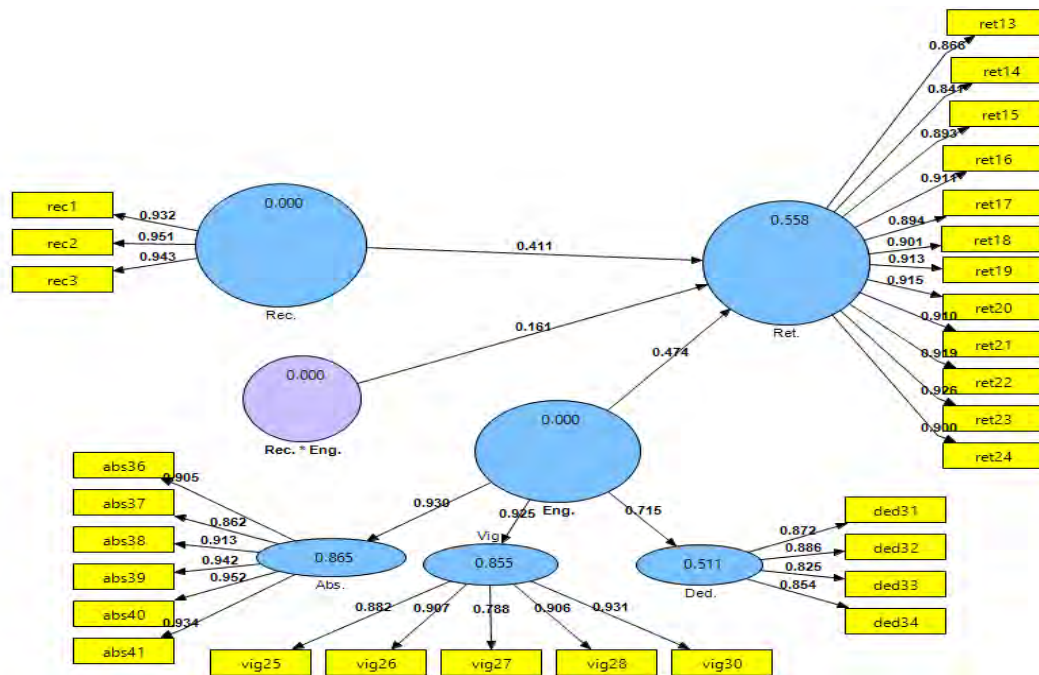 ret13
0.866
ret14
0.841
ret15
0.893
ret16
0.911
ret17
0.894
ret18
0.901
ret19
0.913
0.915
ret20
0.910
ret21
0.919
ret22
0.926
ret23
0.900
ret24
0.558
Ret.
rec1
0.932
rec2
0.951
rec3
0.943
0.000
Rec.
0.411
0.161
0.474
0.000
Rec. * Eng.
0.000
Eng.
0.930
0.925
0.715
abs36
0.905
abs37
0.862
abs38
0.913
abs39
0.942
abs40
0.952
abs41
0.934
0.865
Abs.
Vig
0.855
0.882
0.907
0.788
0.906
0.931
vig25
vig26
vig27
vig28
vig30
0.511
Ded.
0.872
ded31
0.886
ded32
0.825
ded33
0.854
ded34